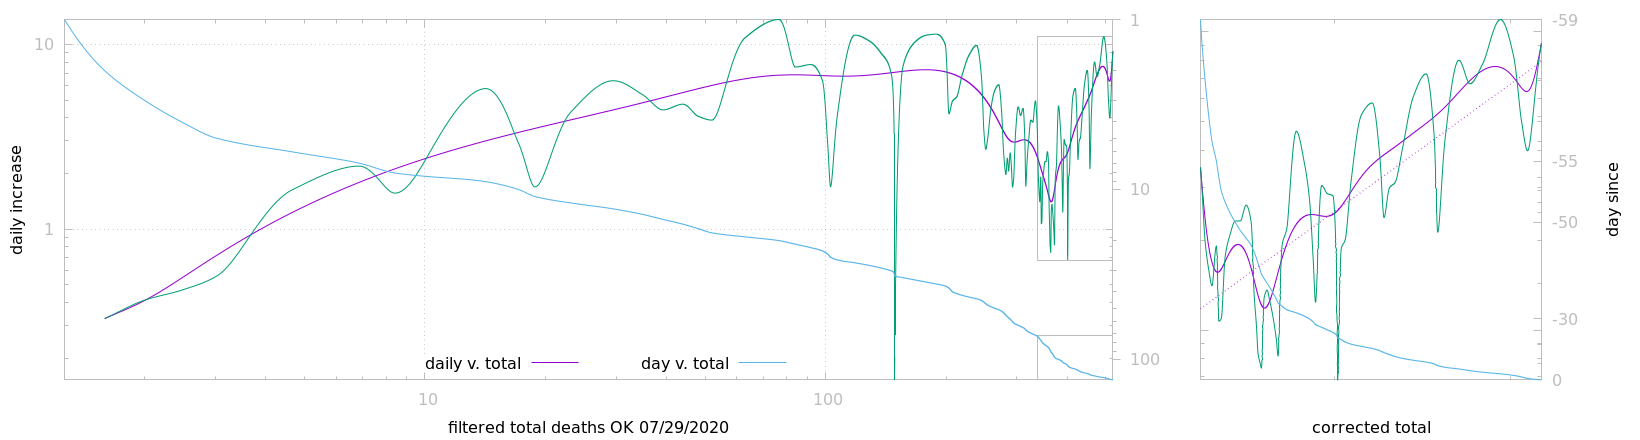 daily increase
10
1
1
10
100
daily v. total
day v. total
10
100
filtered total deaths OK 07/29/2020
-59
-55
-50
-30
0
day since
corrected total